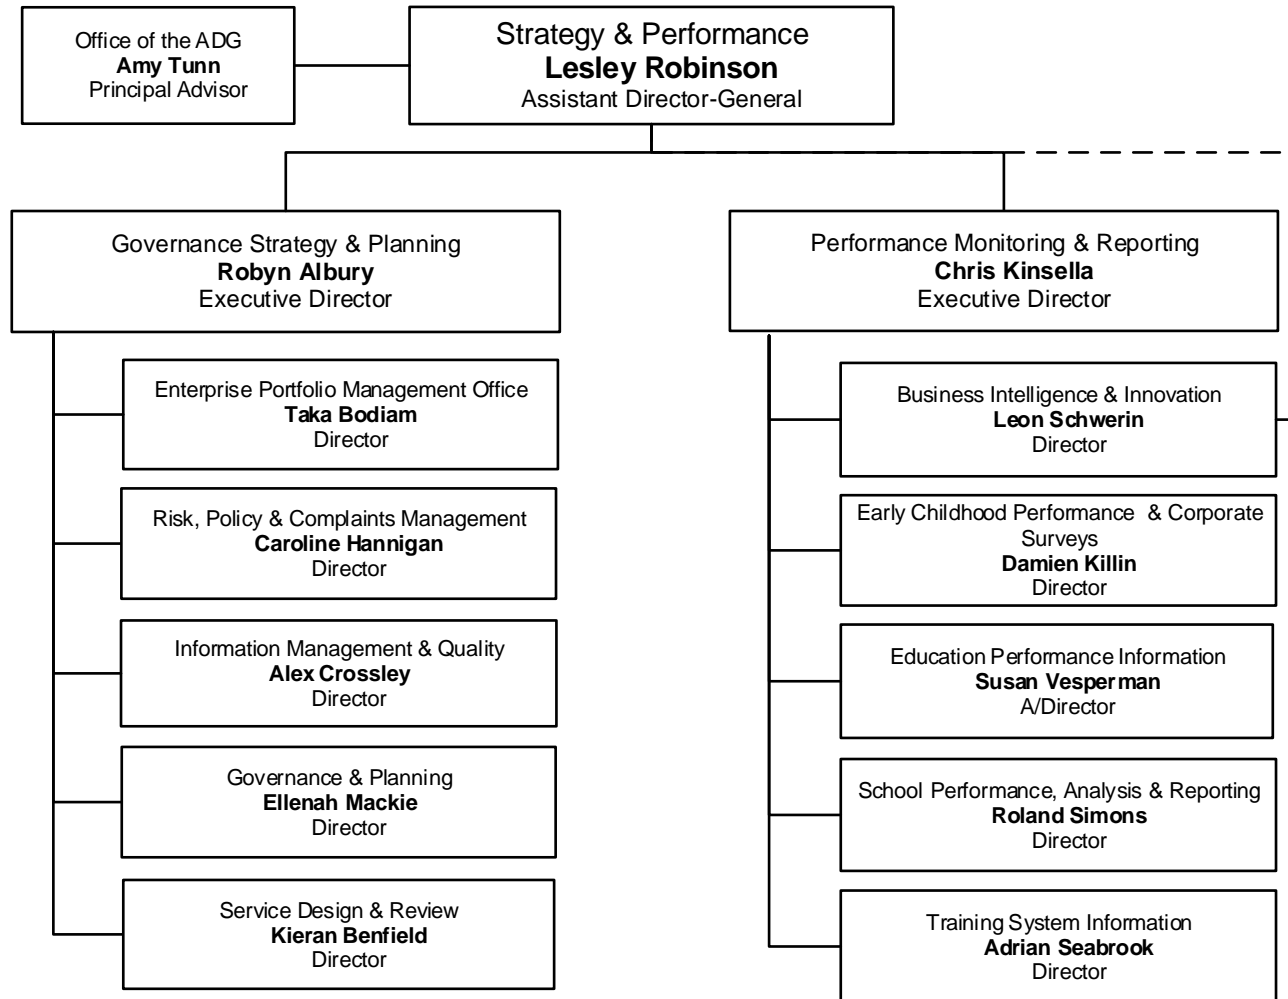 Office of the ADG
Amy Tunn
Principal Advisor
Strategy & Performance
Lesley Robinson
Assistant Director-General
Governance Strategy & Planning
Robyn Albury
Executive Director
Enterprise Portfolio Management Office
Taka Bodiam
Director
Risk, Policy & Complaints Management
Caroline Hannigan
Director
Information Management & Quality
Alex Crossley
Director
Governance & Planning
Ellenah Mackie
Director
Service Design & Review
Kieran Benfield
Director
Performance Monitoring & Reporting
Chris Kinsella
Executive Director
Business Intelligence & Innovation
Leon Schwerin
Director
Early Childhood Performance & Corporate
Surveys
Damien Killin
Director
Education Performance Information
Susan Vesperman
A/Director
School Performance, Analysis & Reporting
Roland Simons
Director
Training System Information
Adrian Seabrook
Director